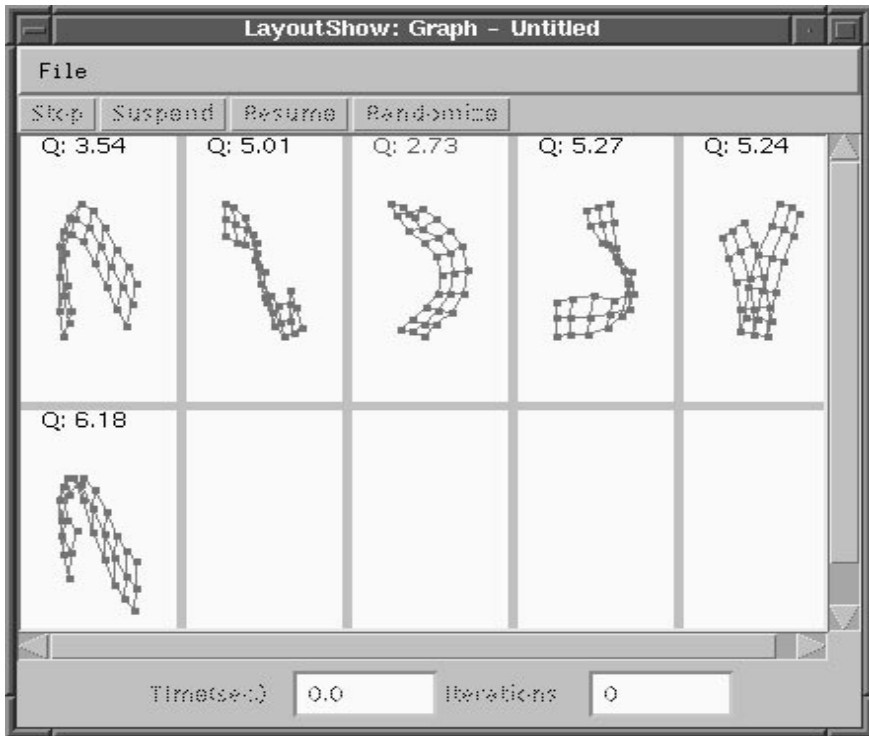 LayoutShow: Graph - Untitled
File
Stop Suspend Resume Randomize
Q: 3.54 Q: 5.01 Q: 2.73 Q: 5.27 Q: 5.24
Q: 6.18
Time(sec) 0.0 Iterations 0